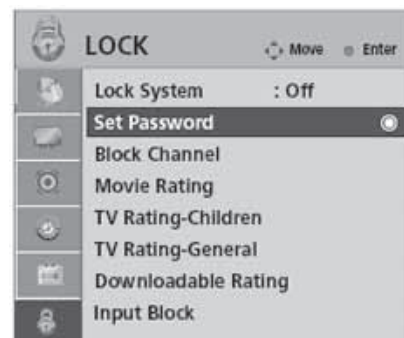 LOCK Move Enter
Lock System : Off
Set Password
Block Channel
Movie Rating
TV Rating-Children
TV Rating-General
Downloadable Rating
Input Block